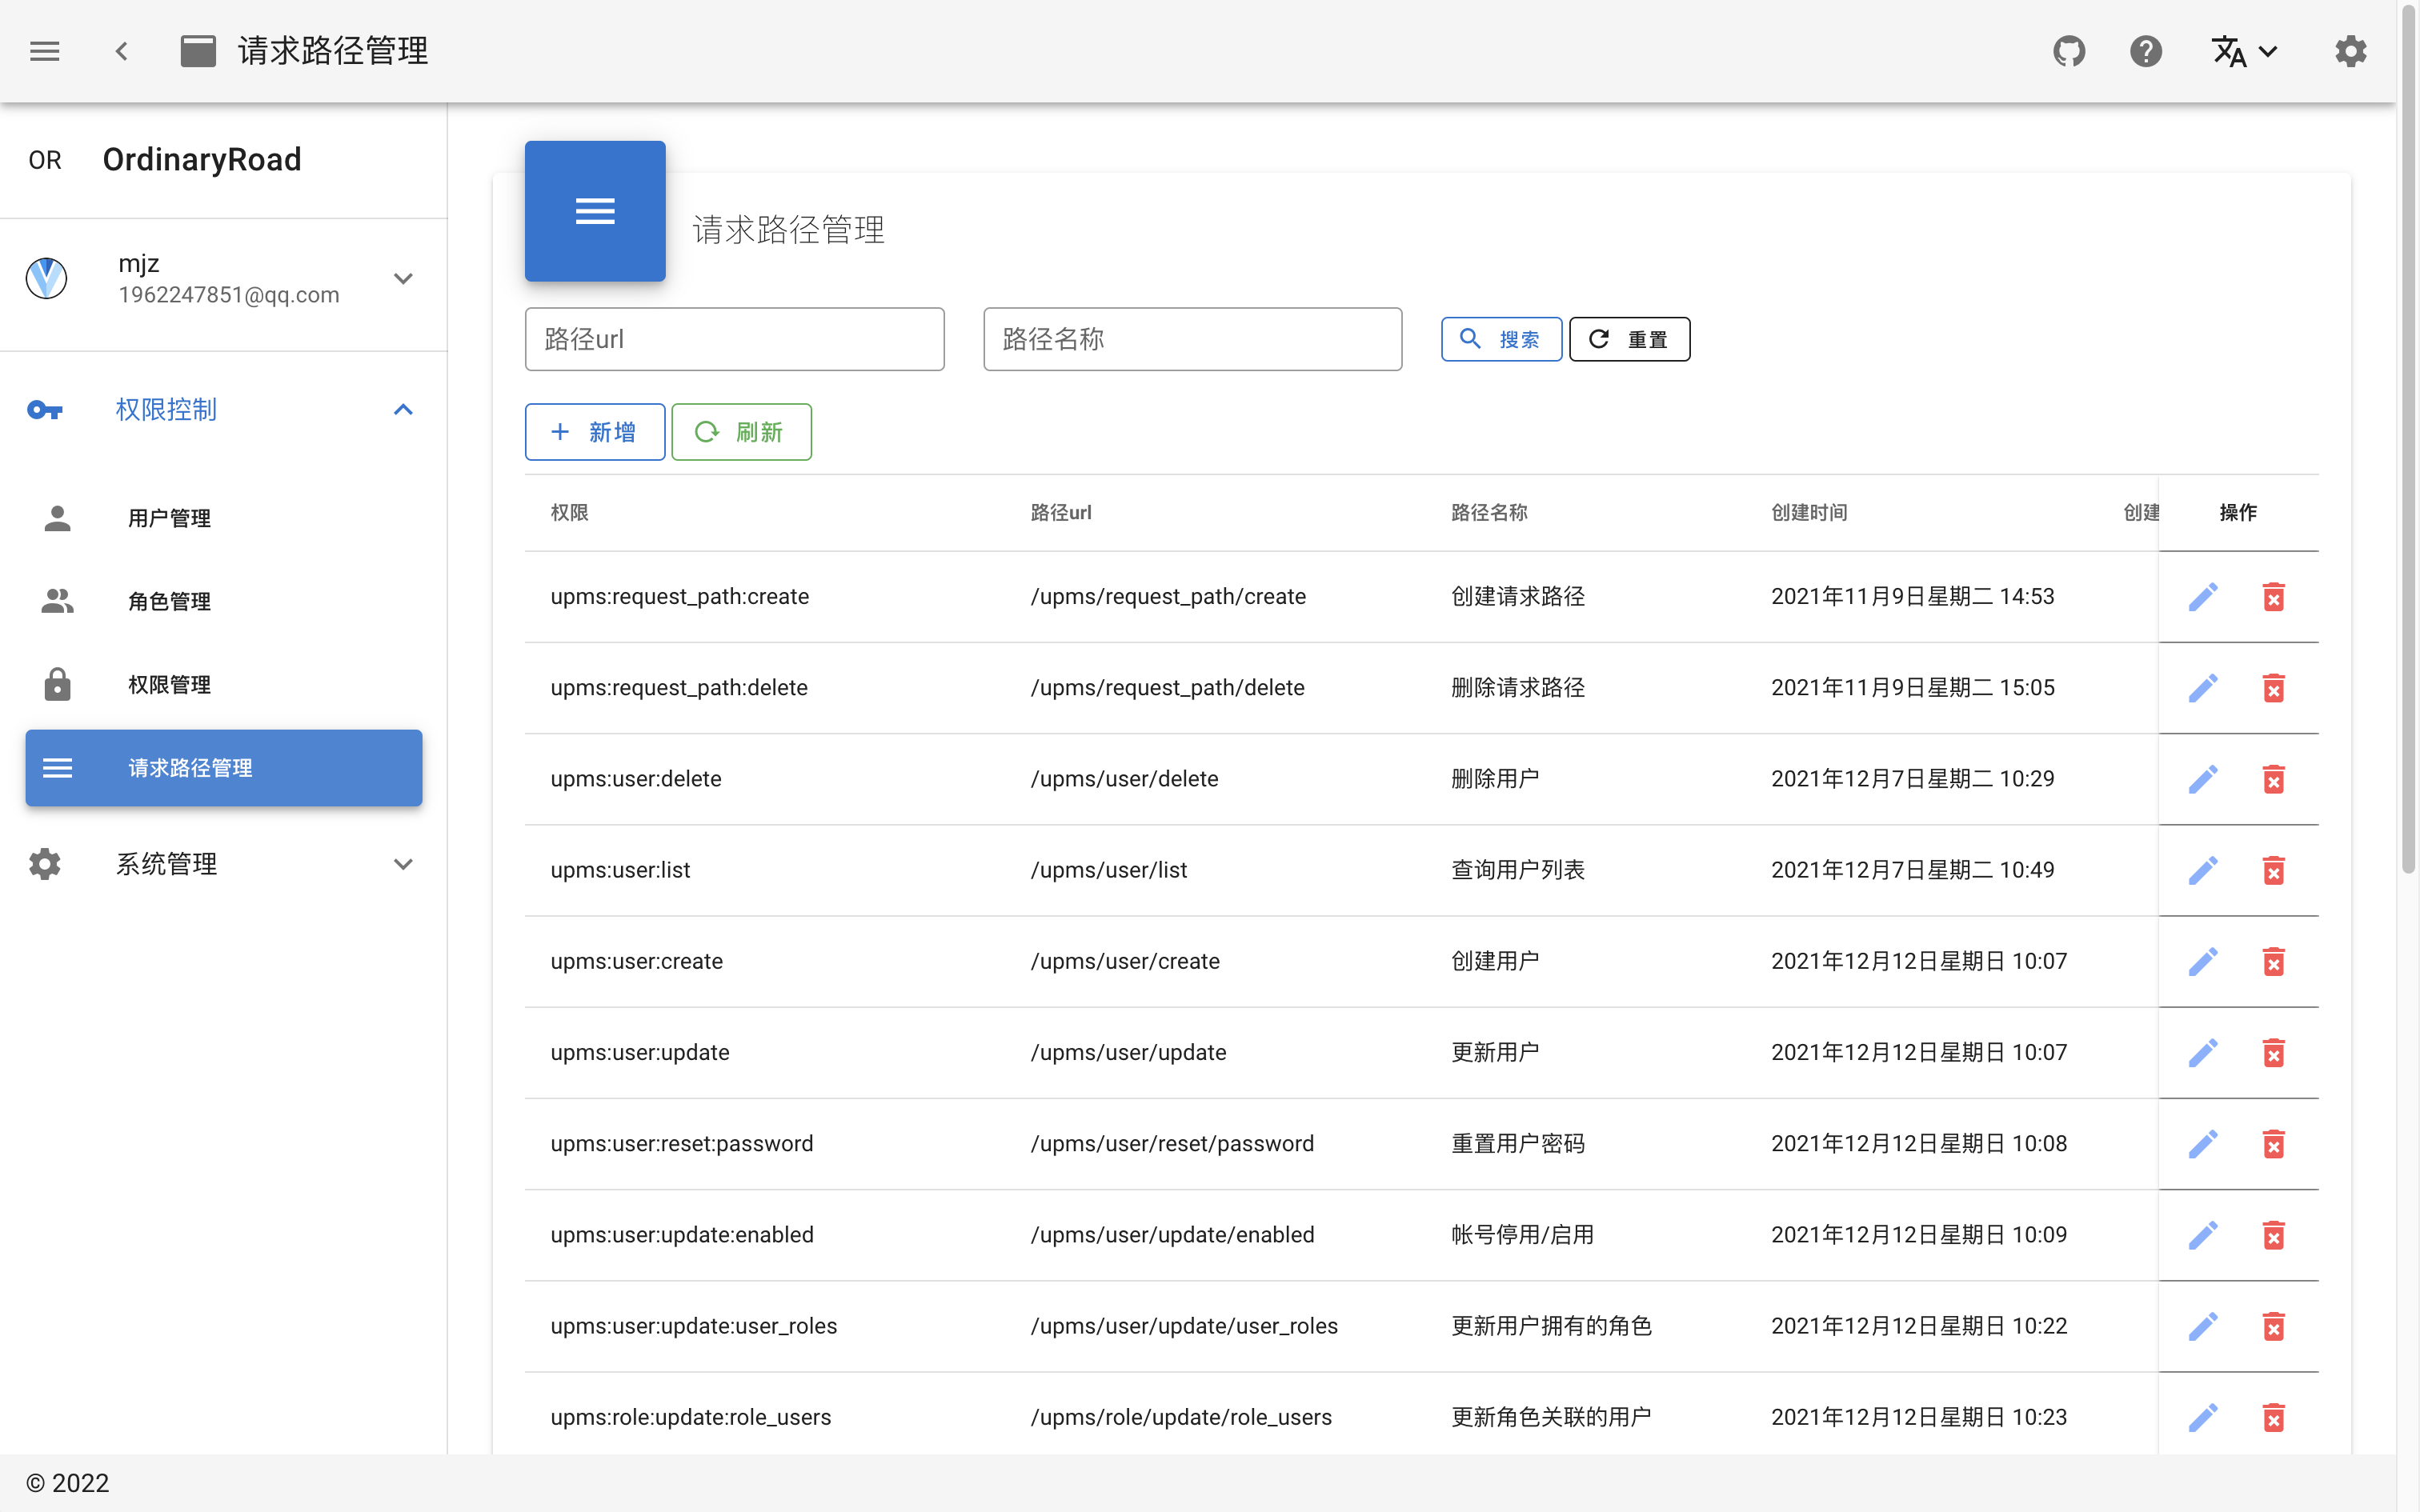 请求路径管理
OR OrdinaryRoad
mjz
1962247851@qq.com
权限控制
用户管理
角色管理
权限管理
请求路径管理
系统管理
请求路径管理
路径url 路径名称 搜索 重置
新增 刷新
权限 路径url 路径名称 创建时间 创建 操作
upms:request_path:create /upms/request_path/create 创建请求路径 2021年11月9日星期二 14:53
upms:request_path:delete /upms/request_path/delete 删除请求路径 2021年11月9日星期二 15:05
upms:user:delete /upms/user/delete 删除用户 2021年12月7日星期二 10:29
upms:user:list /upms/user/list 查询用户列表 2021年12月7日星期二 10:49
upms:user:create /upms/user/create 创建用户 2021年12月12日星期日 10:07
upms:user:update /upms/user/update 更新用户 2021年12月12日星期日 10:07
upms:user:reset:password /upms/user/reset/password 重置用户密码 2021年12月12日星期日 10:08
upms:user:update:enabled /upms/user/update/enabled 帐号停用/启用 2021年12月12日星期日 10:09
upms:user:update:user_roles /upms/user/update/user_roles 更新用户拥有的角色 2021年12月12日星期日 10:22
upms:role:update:role_users /upms/role/update/role_users 更新角色关联的用户 2021年12月12日星期日 10:23
© 2022